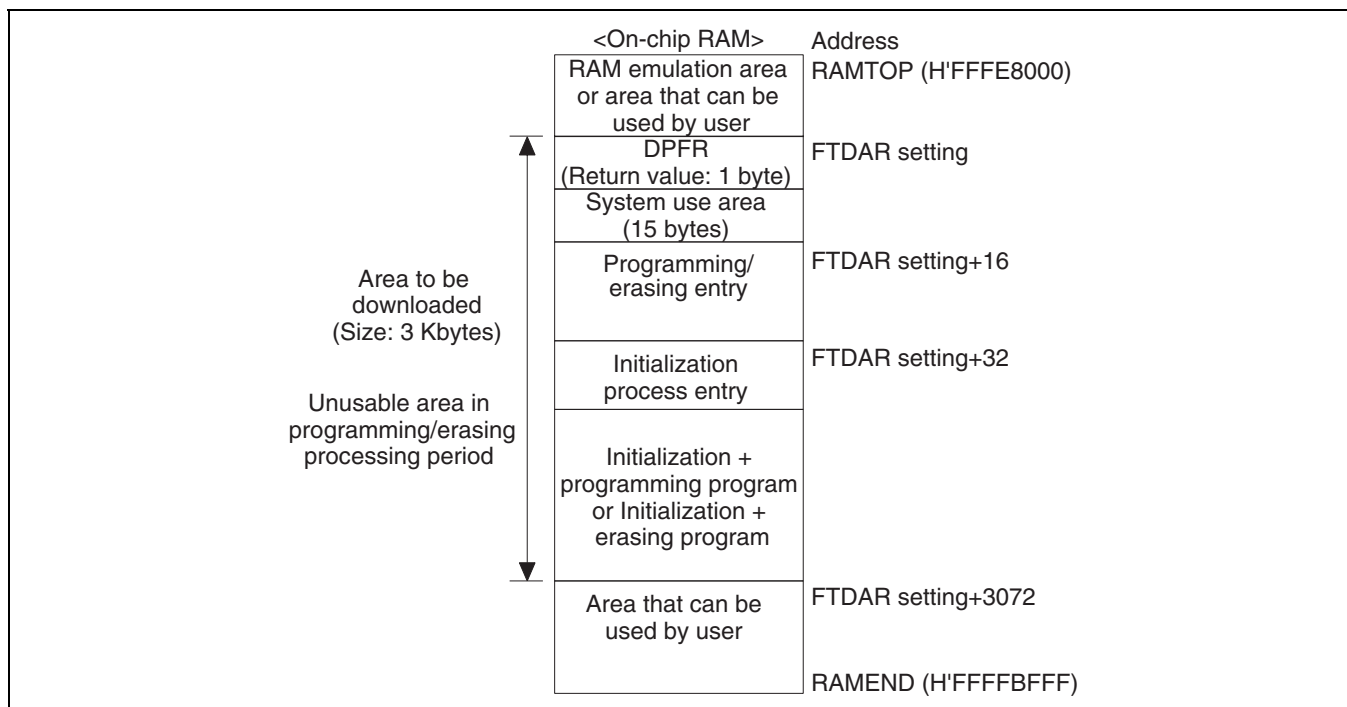 <On-chip RAM>
Address
RAM emulation area
or area that can be
used by user
RAMTOP (H'FFFE8000)
DPFR
(Return value: 1 byte)
FTDAR setting
System use area
(15 bytes)
Programming/
erasing entry
FTDAR setting+16
Area to be
downloaded
(Size: 3 Kbytes)
Initialization
process entry
FTDAR setting+32
Unusable area in
programming/erasing
processing period
Initialization +
programming program
or Initialization +
erasing program
Area that can be
used by user
FTDAR setting+3072
RAMEND (H'FFFFBFFF)